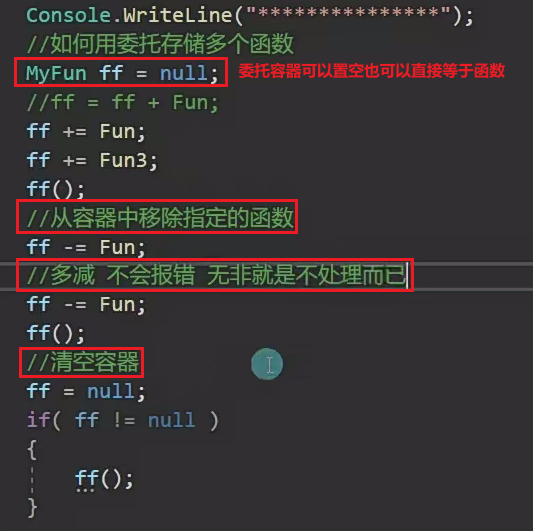 Console.WriteLine("***************");
//如何用委托存储多个函数
MyFun ff = null; 委托容器可以置空也可以直接等于函数
//ff = ff + Fun;
ff += Fun;
ff += Fun3;
ff();
//从容器中移除指定的函数
ff -= Fun;
//多减 不会报错 无非就是不处理而已
ff -= Fun;
ff();
//清空容器
ff = null;
if( ff != null )
{
ff();
}